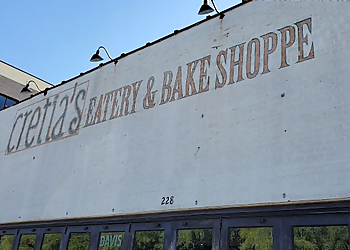 cretia's EATERY & BAKE SHOPPE
228
DAVIS